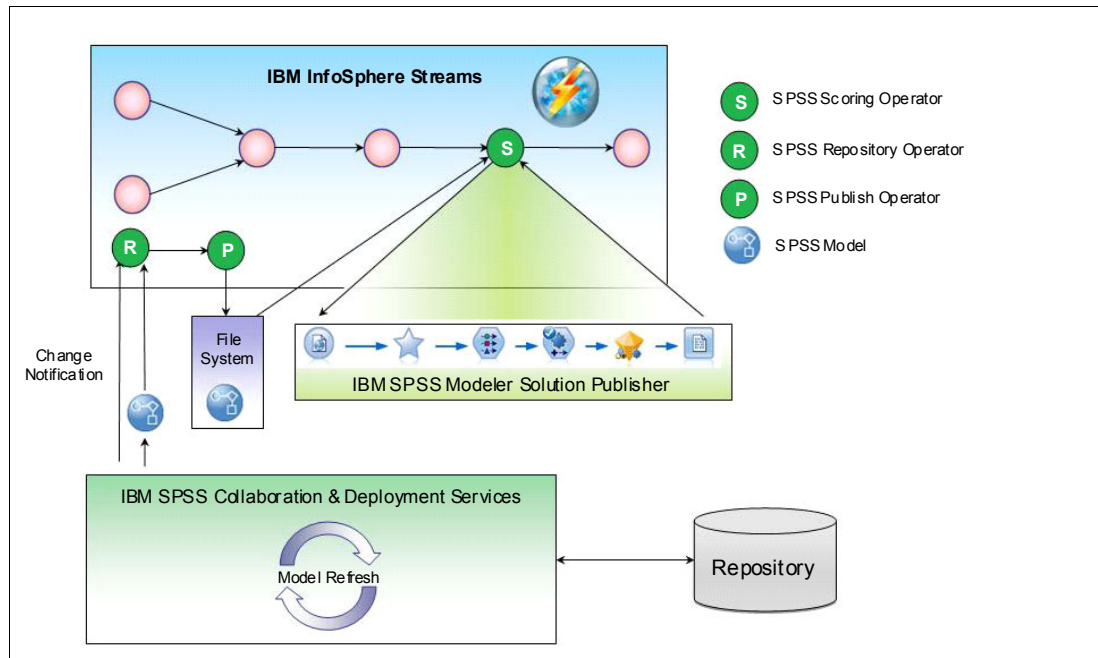 IBM InfoSphere Streams
S
S SPSS Scoring Operator
R SPSS Repository Operator
P SPSS Publish Operator
SPSS Model
R
P
File
System
Change
Notification
IBM SPSS Modeler Solution Publisher
IBM SPSS Collaboration & Deployment Services
Model Refresh
Repository